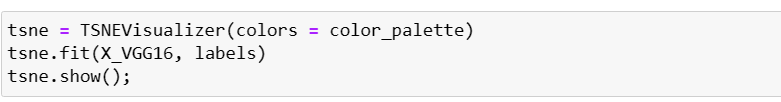 tsne = TSNEVisualizer(colors = color_palette)
tsne.fit(X_VGG16, labels)
tsne.show();